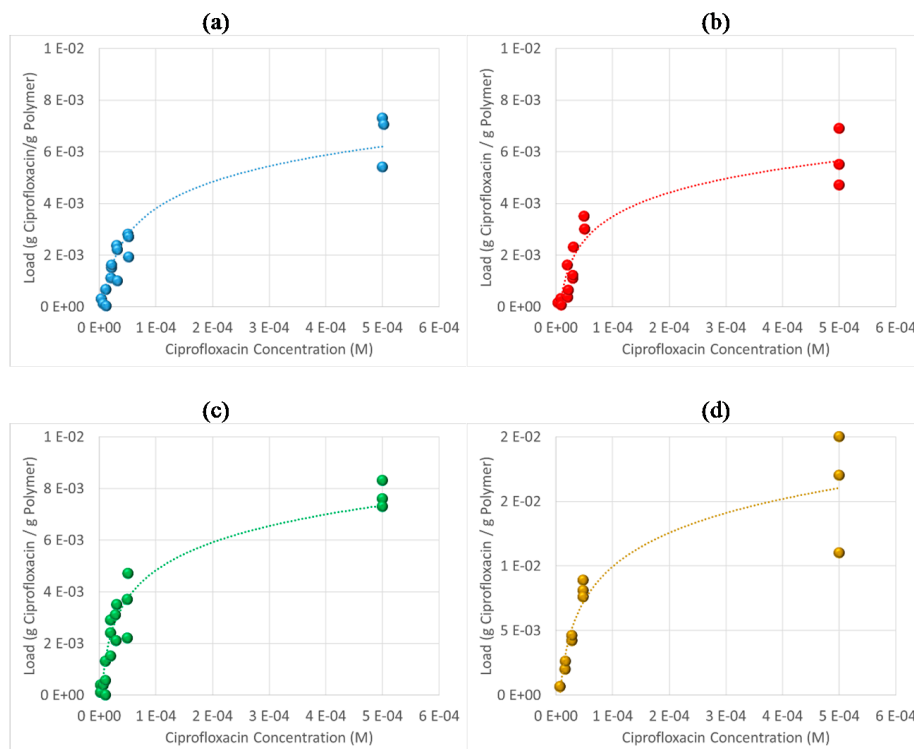 (a)
1 E-02
8 E-03
6 E-03
4 E-03
2 E-03
0 E+00
Load (g Ciprofloxacin/g Polymer)
0 E+00 1 E-04 2 E-04 3 E-04 4 E-04 5 E-04 6 E-04
Ciprofloxacin Concentration (M)
(b)
1 E-02
8 E-03
6 E-03
4 E-03
2 E-03
0 E+00
Load (g Ciprofloxacin / g Polymer)
0 E+00 1 E-04 2 E-04 3 E-04 4 E-04 5 E-04 6 E-04
Ciprofloxacin Concentration (M)
(c)
1 E-02
8 E-03
6 E-03
4 E-03
2 E-03
0 E+00
Load (g Ciprofloxacin / g Polymer)
0 E+00 1 E-04 2 E-04 3 E-04 4 E-04 5 E-04 6 E-04
Ciprofloxacin Concentration (M)
(d)
2 E-02
2 E-02
1 E-02
5 E-03
0 E+00
Load (g Ciprofloxacin / g Polymer)
0 E+00 1 E-04 2 E-04 3 E-04 4 E-04 5 E-04 6 E-04
Ciprofloxacin Concentration (M)